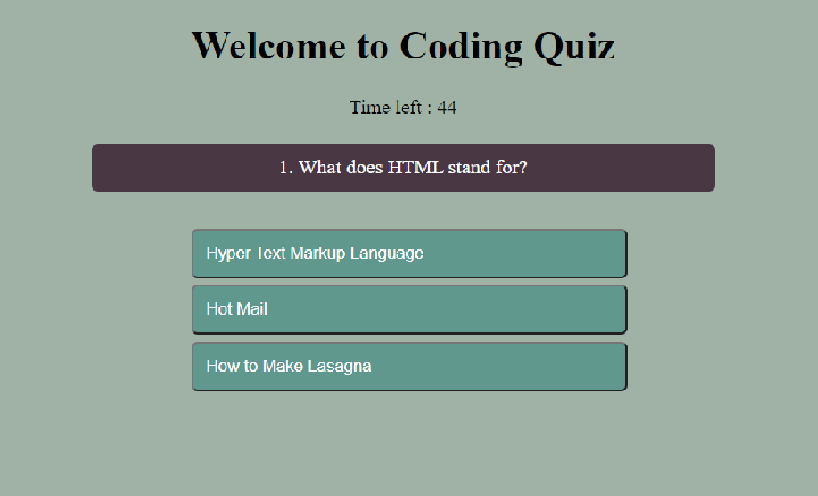 Welcome to Coding Quiz
Time left : 44
1. What does HTML stand for?
Hyper Text Markup Language
Hot Mail
How to Make Lasagna